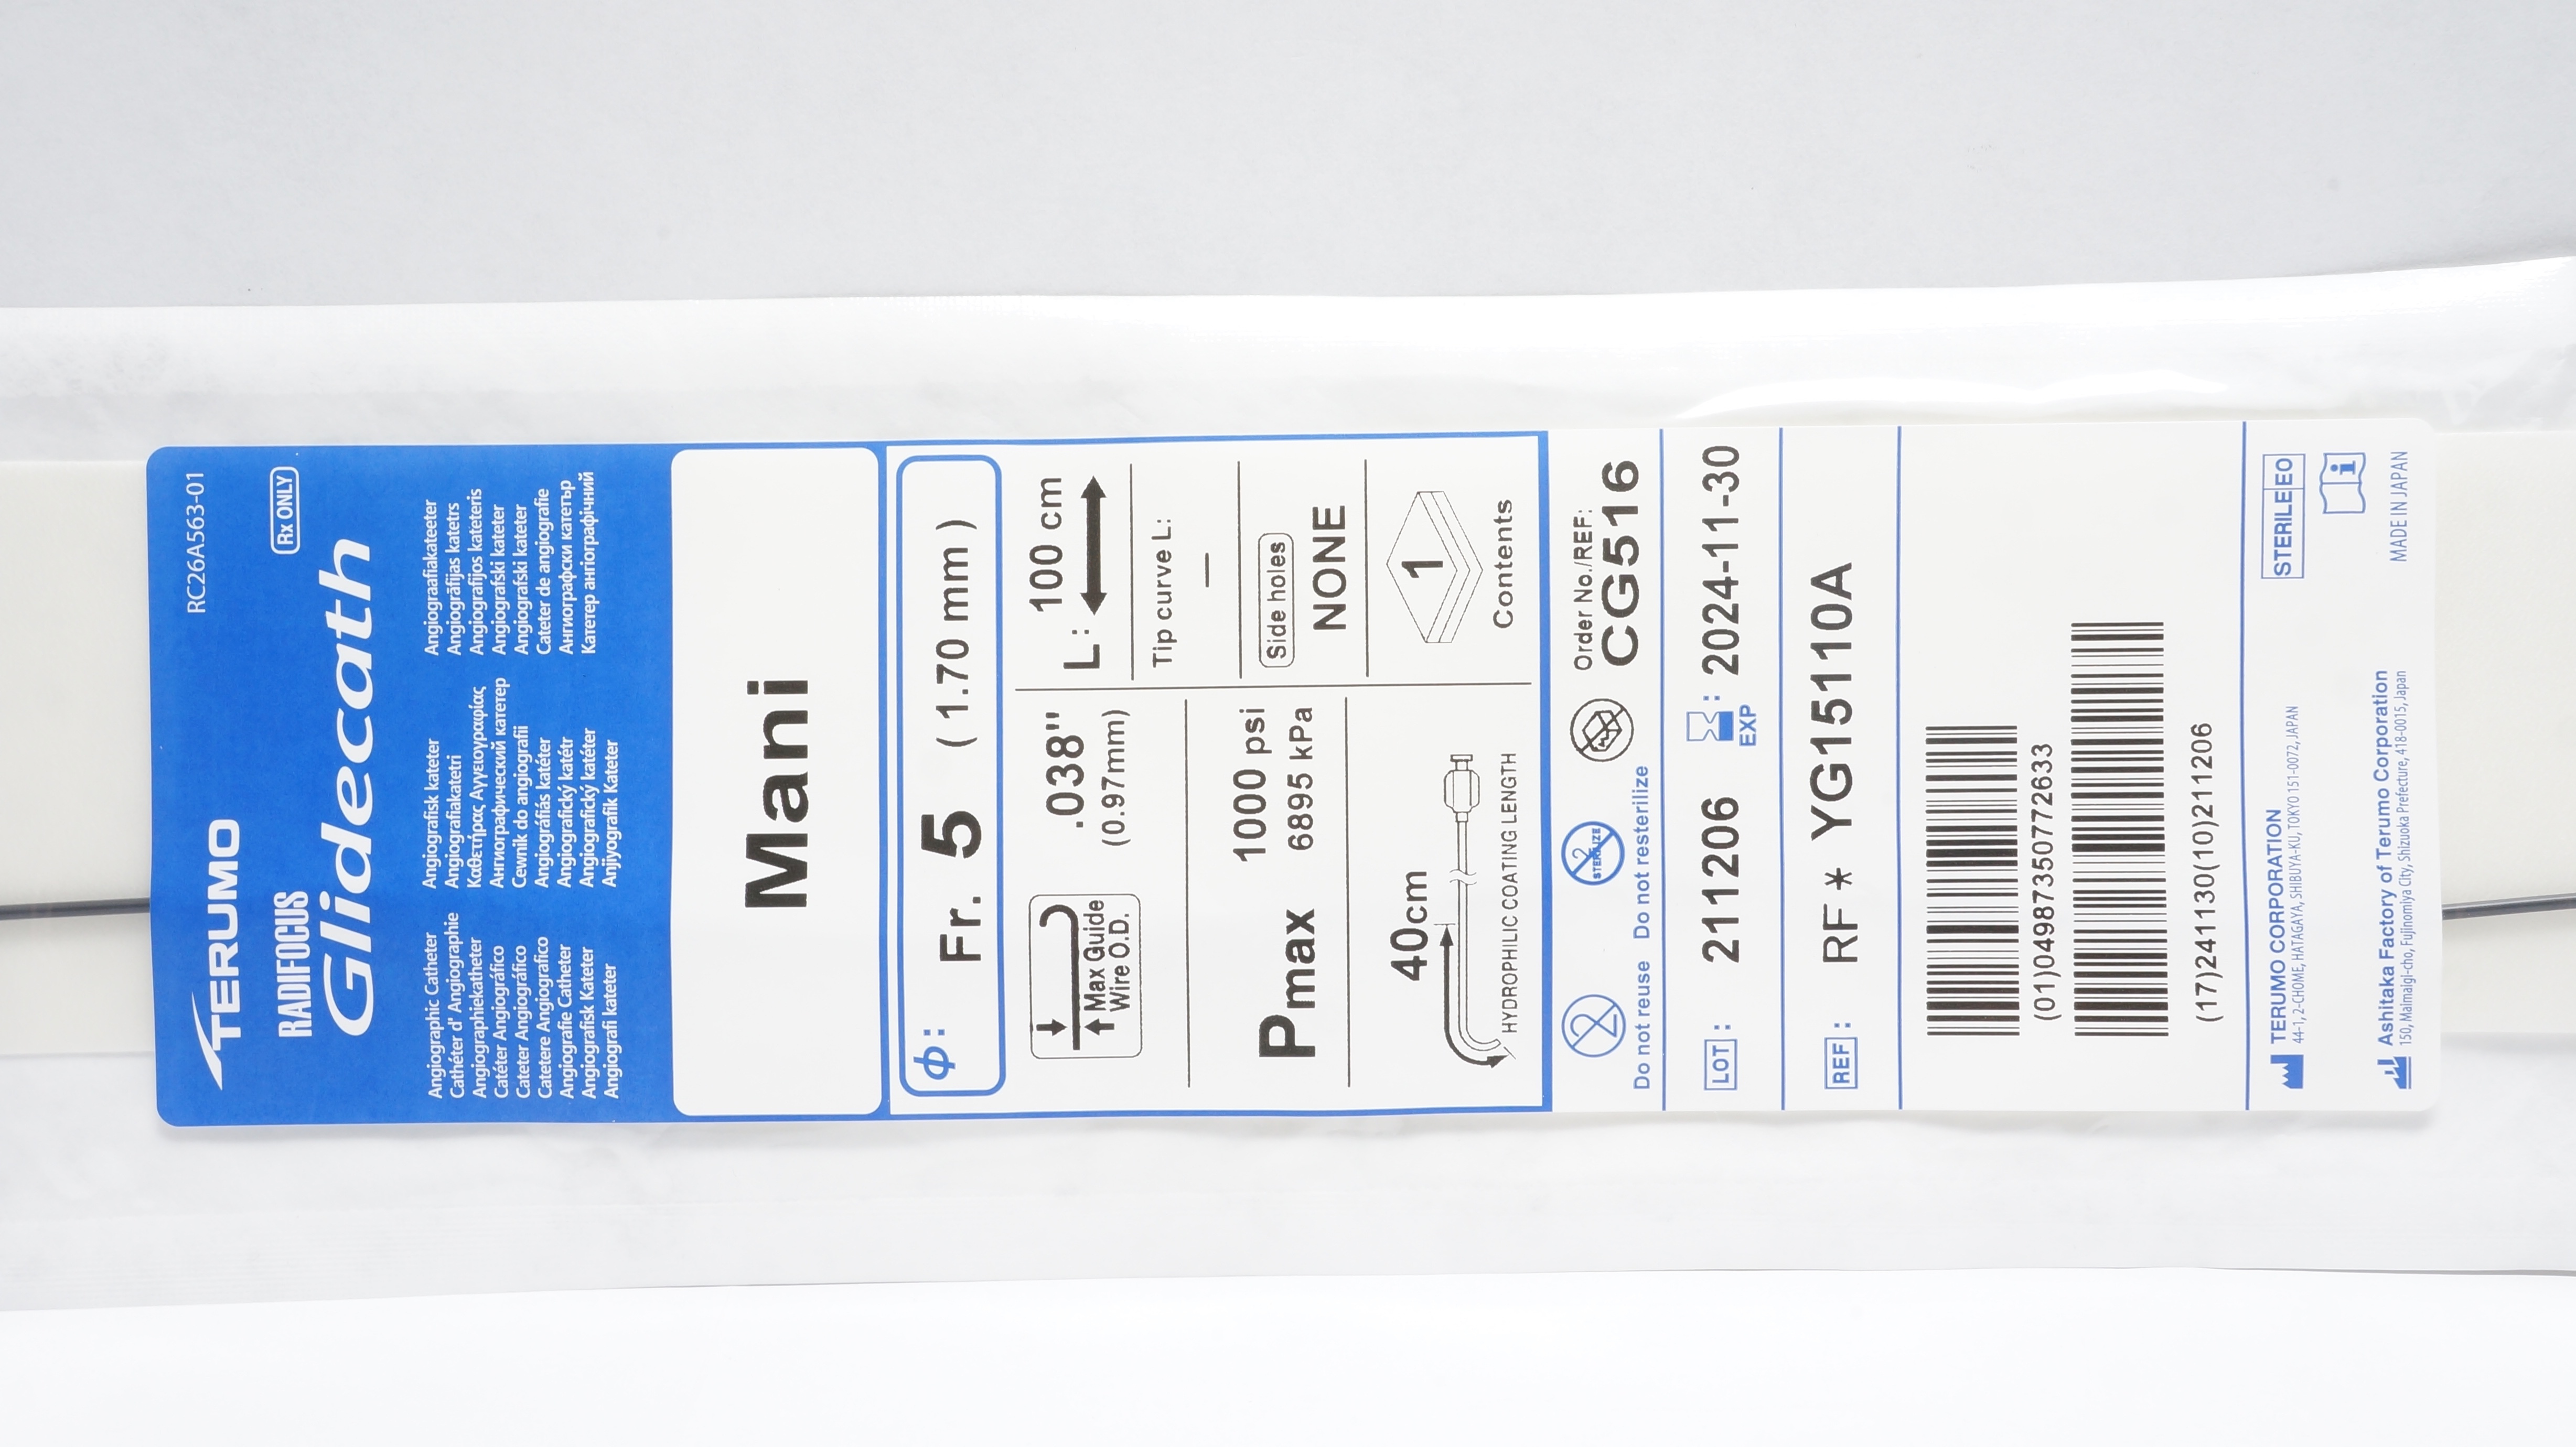 RC26A563-01
TERUMO
Rx ONLY
RADIFOCUS
Glidecath
Angiographic Catheter
Cathéter d' Angiographie
Angiographiekatheter
Catéter Angiográfico
Cateter Angiográfico
Catetere Angiografico
Angiografie Catheter
Angiografisk Kateter
Angiografi kateter
Angiografisk kateter
Angiografiakatetri
Καθετήρας Αγγειογραφίας
Ангиографический катетер
Cewnik do angiografii
Angiográfiás katéter
Angiografický katétr
Angiografický katéter
Anjiyografik Kateter
Angiograafiakateeter
Angiogrāfijas katetrs
Angiografijos kateteris
Angiografski kateter
Angiografski kateter
Cateter de angiografie
Ангиографски катетър
Катетер ангіографічний
Mani
ϕ: Fr. 5 (1.70 mm)
Max Guide
Wire O.D.
.038"
(0.97mm)
L: 100 cm
Tip curve L:
—
Pmax 1000 psi
6895 kPa
Side holes
NONE
40cm
HYDROPHILIC COATING LENGTH
1
Contents
2
2
STERILIZE
Do not reuse Do not resterilize
Order No./REF:
CG516
LOT: 211206
EXP: 2024-11-30
REF: RF*YG15110A
(01)04987350772633
(17)241130(10)211206
TERUMO CORPORATION
44-1, 2-CHOME, HATAGAYA, SHIBUYA-KU, TOKYO 151-0072, JAPAN
STERILE EO
i
Ashitaka Factory of Terumo Corporation
150, Maimaigi-cho, Fujinomiya City, Shizuoka Prefecture, 418-0015, Japan
MADE IN JAPAN